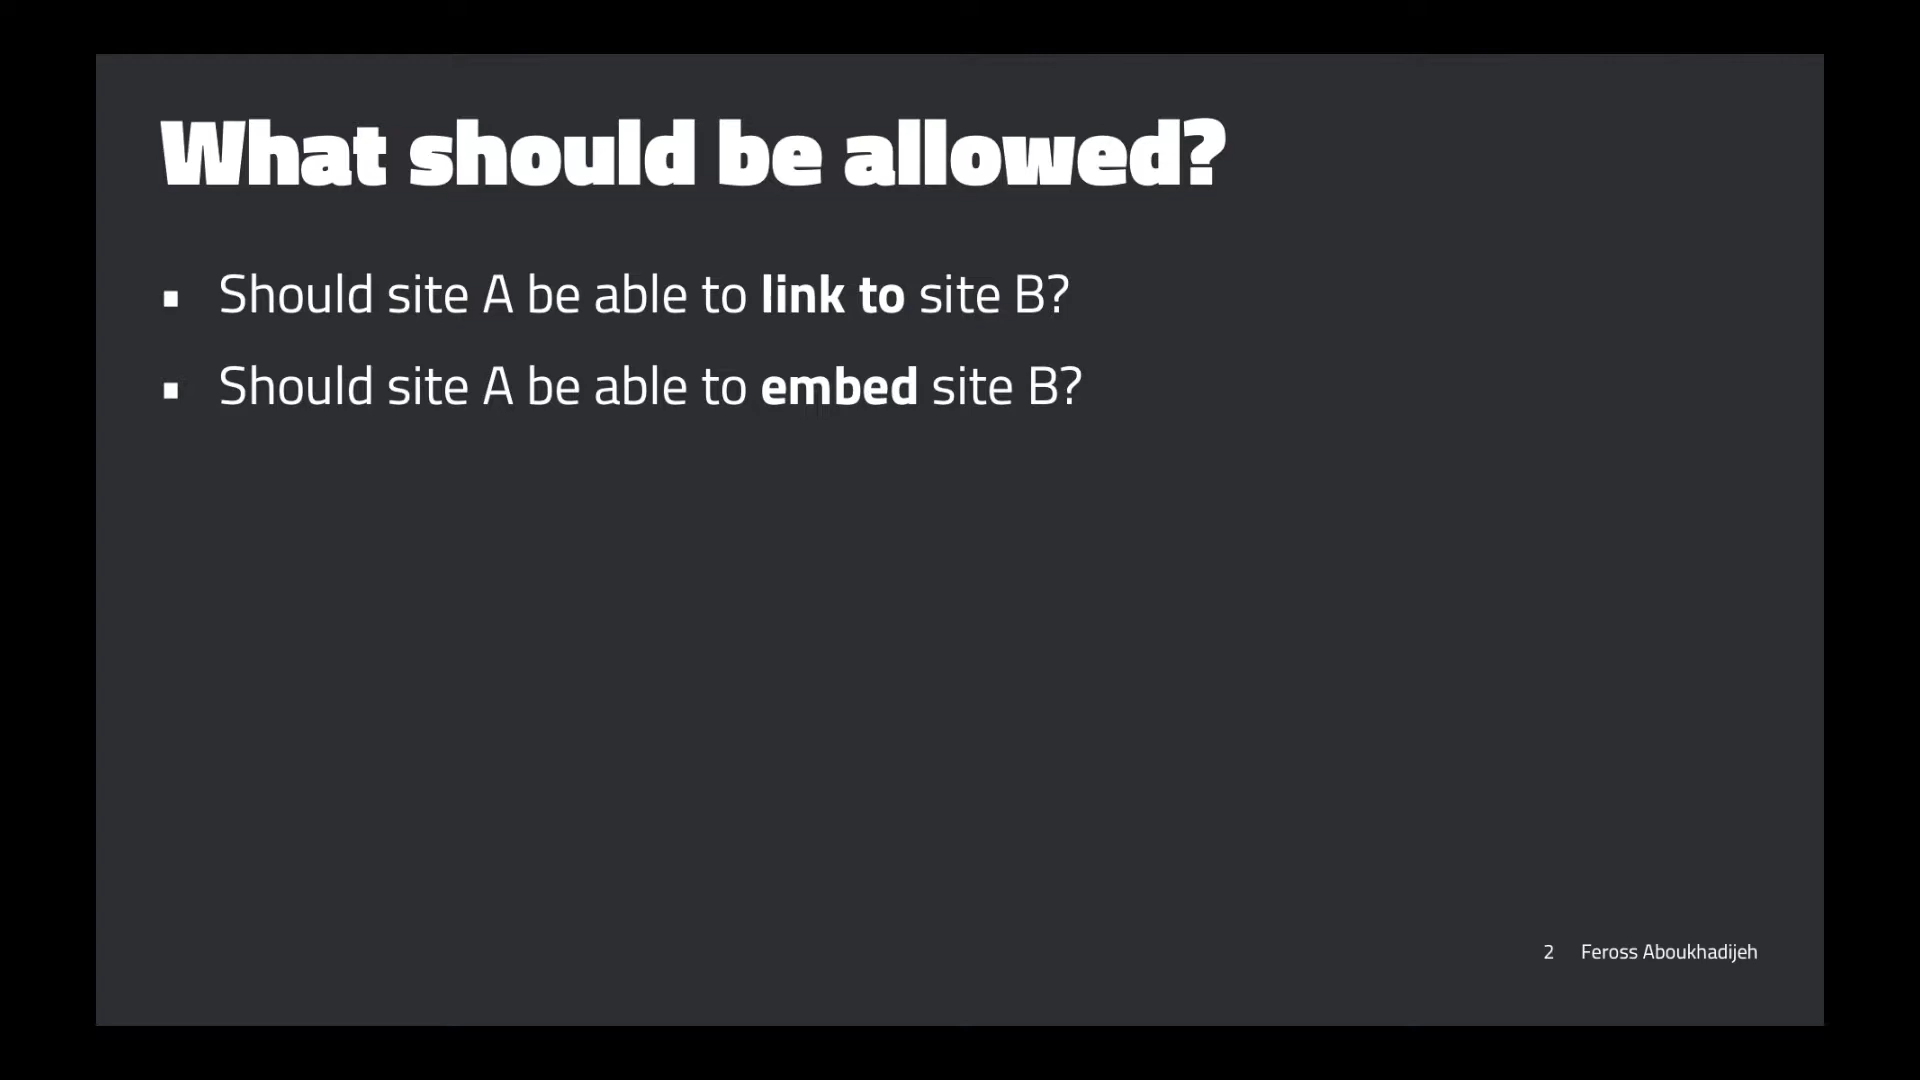 What should be allowed?
▪ Should site A be able to link to site B?
▪ Should site A be able to embed site B?
2 Feross Aboukhadijeh